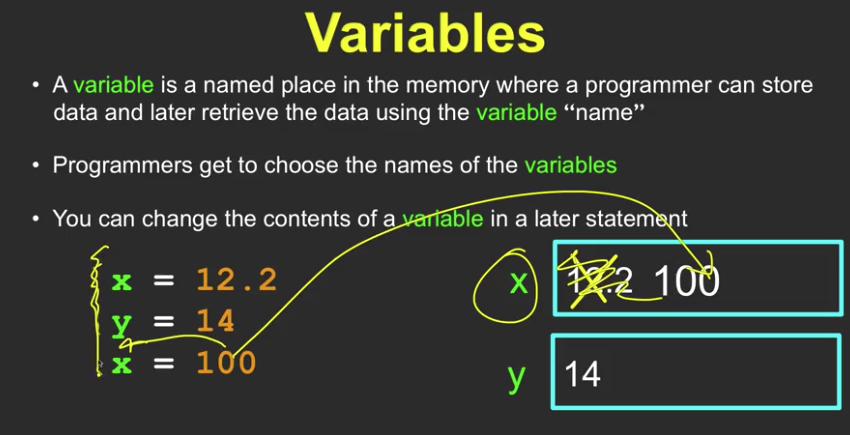 Variables
• A variable is a named place in the memory where a programmer can store
data and later retrieve the data using the variable “name”
• Programmers get to choose the names of the variables
• You can change the contents of a variable in a later statement
x = 12.2
y = 14
x = 100
x 12.2 100
y 14